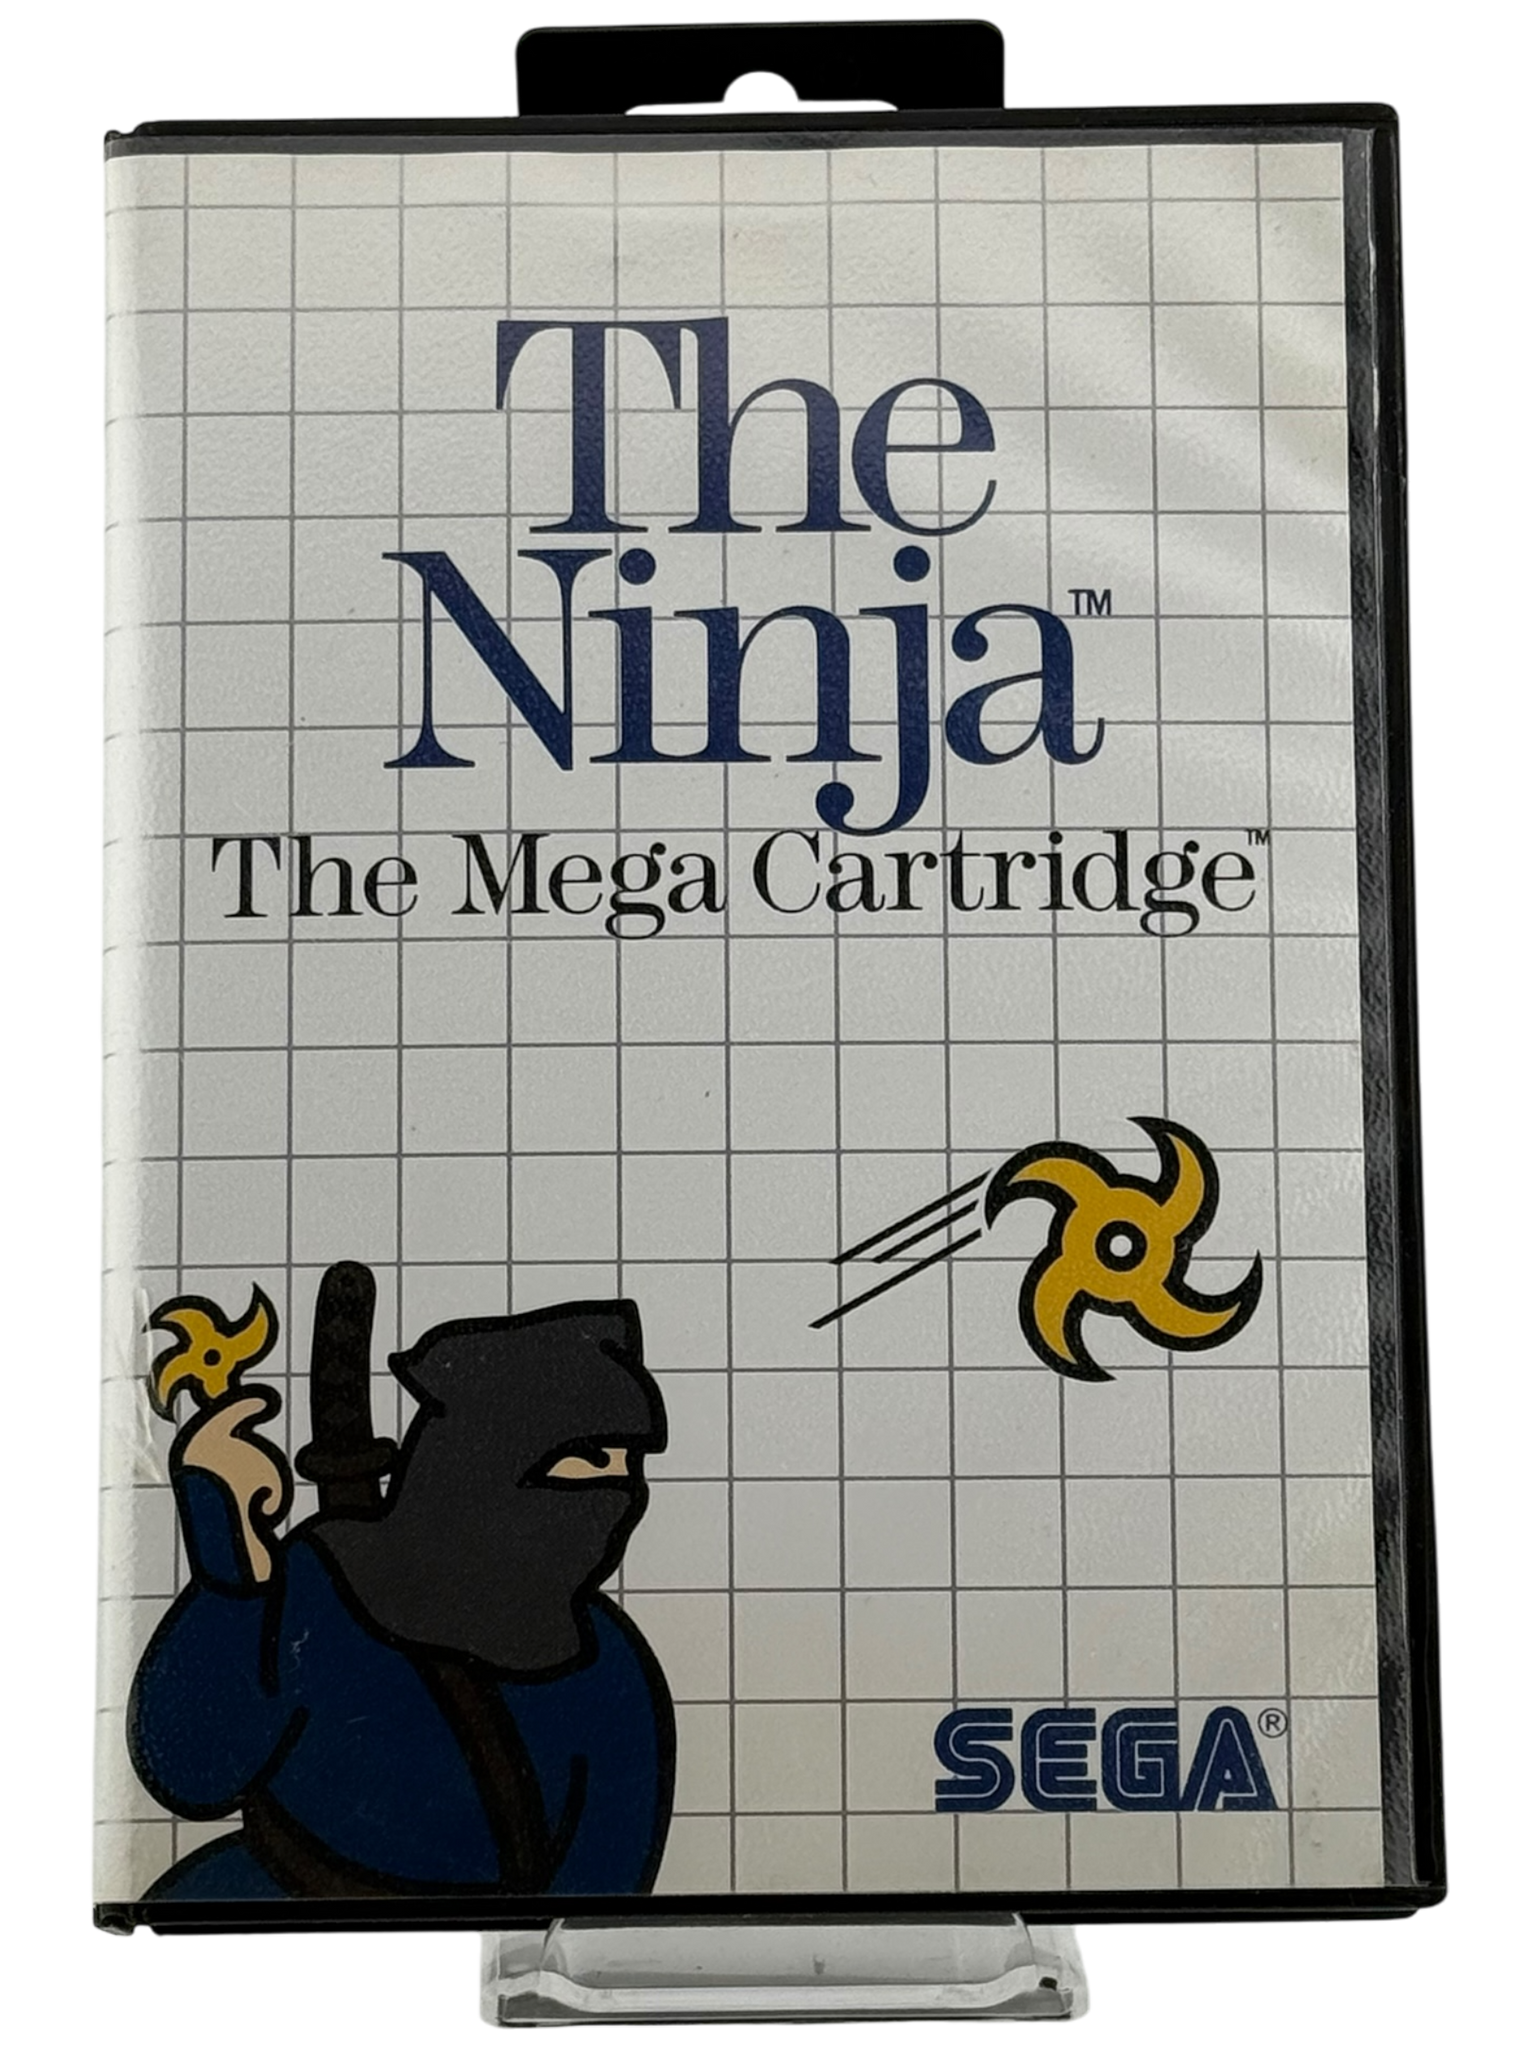 The
Ninja™
The Mega Cartridge™
SEGA®